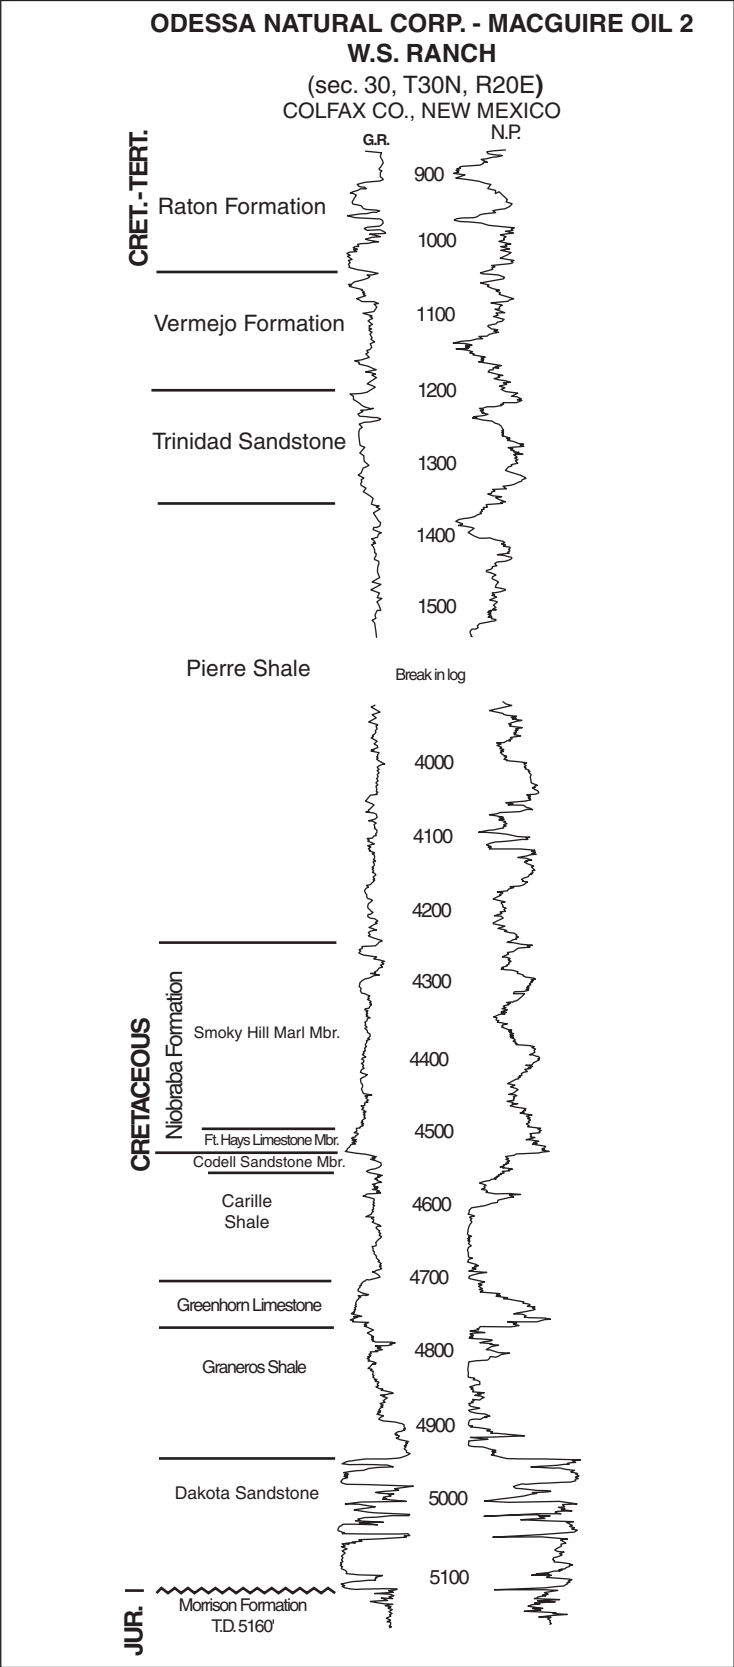 ODESSA NATURAL CORP. - MACGUIRE OIL 2
W.S. RANCH
(sec. 30, T30N, R20E)
COLFAX CO., NEW MEXICO
G.R.
N.P.
CRET.-TERT.
900
Raton Formation
1000
1100
Vermejo Formation
1200
Trinidad Sandstone
1300
1400
1500
Pierre Shale
Break in log
4000
4100
4200
4300
CRETACEOUS
Niobraba Formation
Smoky Hill Marl Mbr.
4400
4500
Ft. Hays Limestone Mbr.
Codell Sandstone Mbr.
Carille
Shale
4600
4700
Greenhorn Limestone
4800
Graneros Shale
4900
Dakota Sandstone
5000
5100
JUR.
Morrison Formation
T.D. 5160'